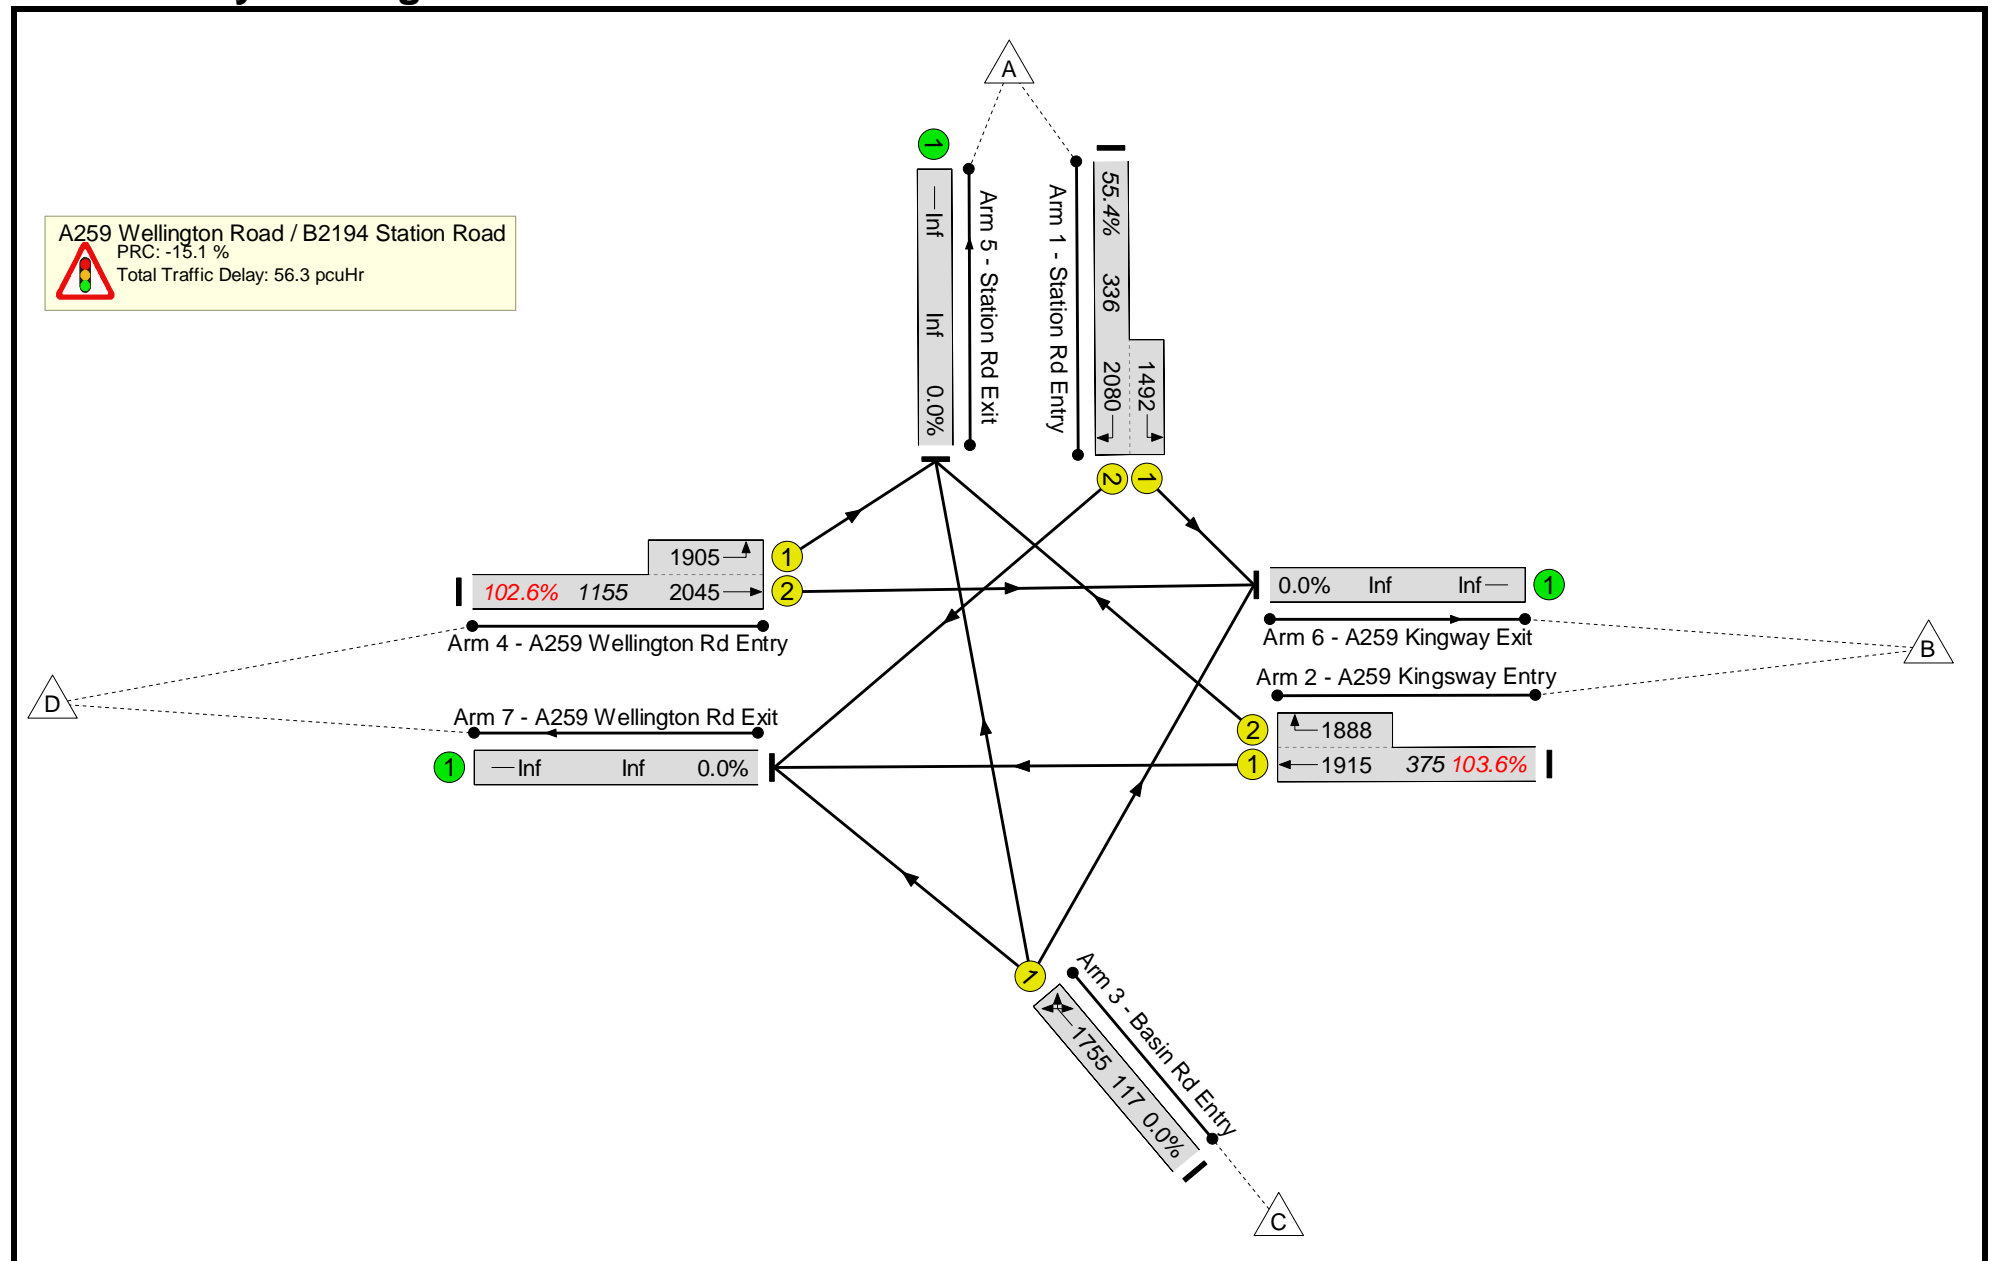 A
1
1
Inf
Inf
0.0%
Arm 5 - Station Rd Exit
Arm 1 - Station Rd Entry
55.4%
336
2080
1492
2
1
A259 Wellington Road / B2194 Station Road
PRC: -15.1 %
Total Traffic Delay: 56.3 pcuHr
1905
1
102.6% 1155 2045
2
Arm 4 - A259 Wellington Rd Entry
0.0% Inf Inf
1
Arm 6 - A259 Kingway Exit
B
Arm 2 - A259 Kingsway Entry
D
Arm 7 - A259 Wellington Rd Exit
2
1888
1
Inf Inf 0.0%
1
1915 375 103.6%
1
Arm 3 - Basin Rd Entry
1755 117 0.0%
C